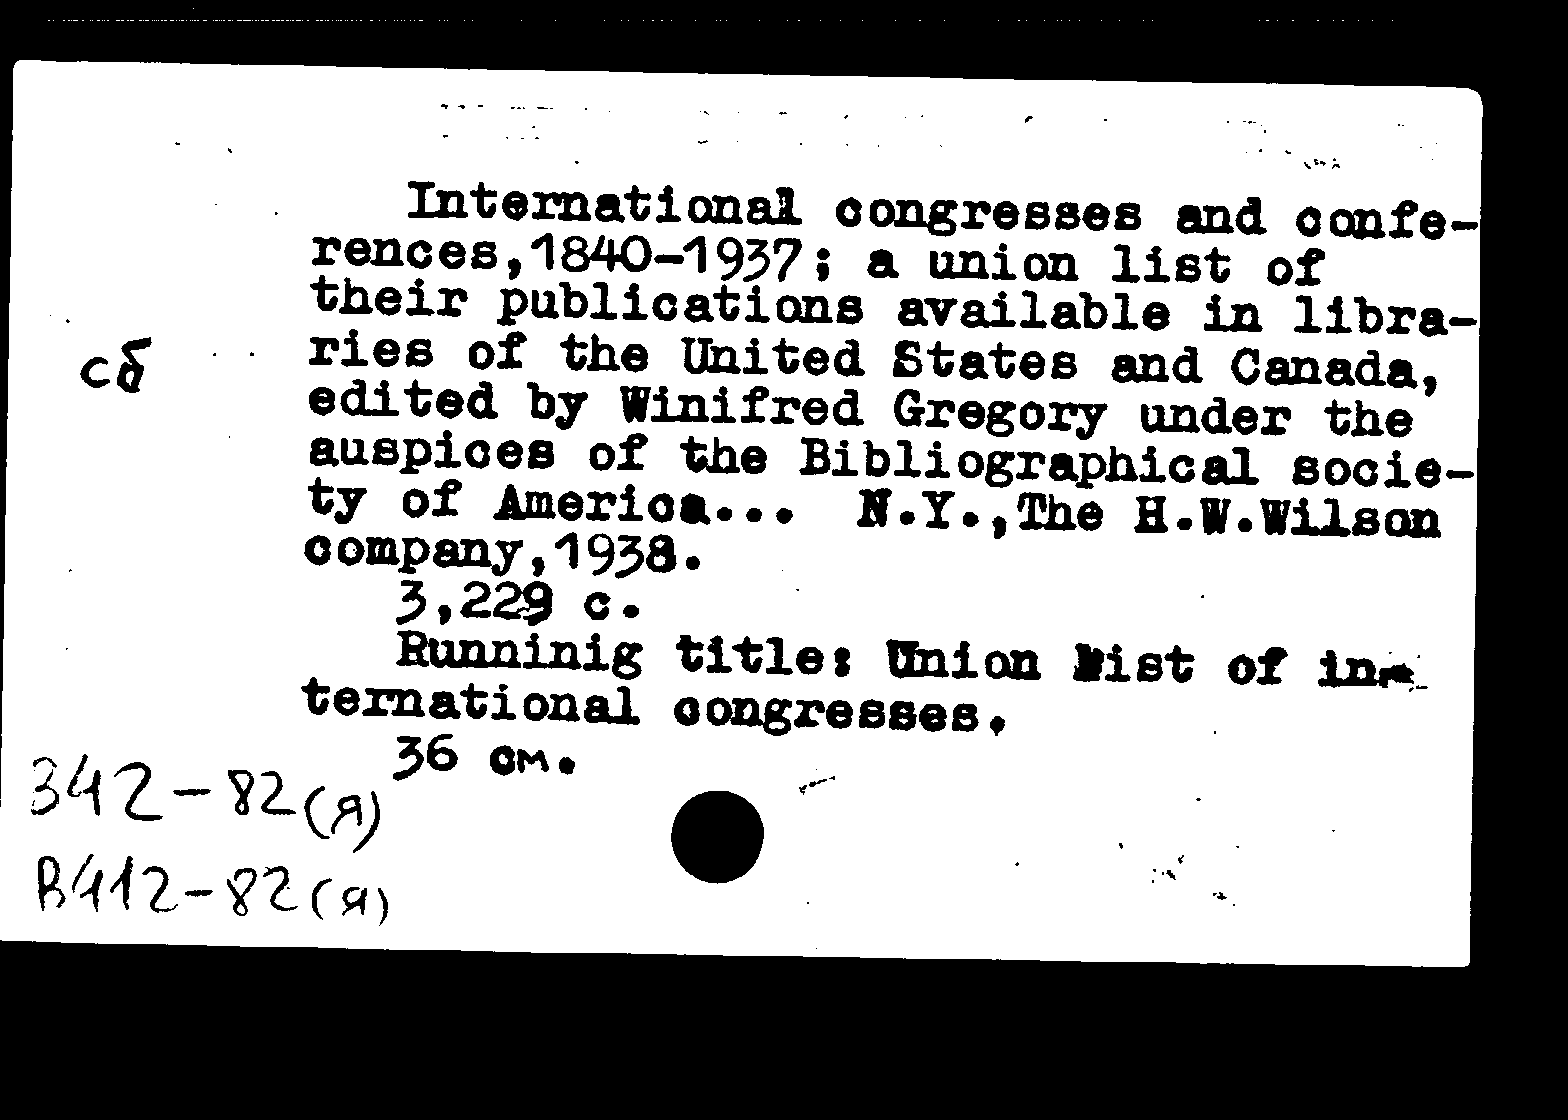 International congresses and confe-
rences,1840-1937; a union list of
their publications available in libra-
ries of the United States and Canada,
edited by Winifred Gregory under the
auspices of the Bibliographical socie-
ty of America... N.Y.,The H.W.Wilson
company,1938.
3,229 c.
Runninig title: Union List of in-
ternational congresses.
36 см.
сб
342-82(я)
В412-82(я)